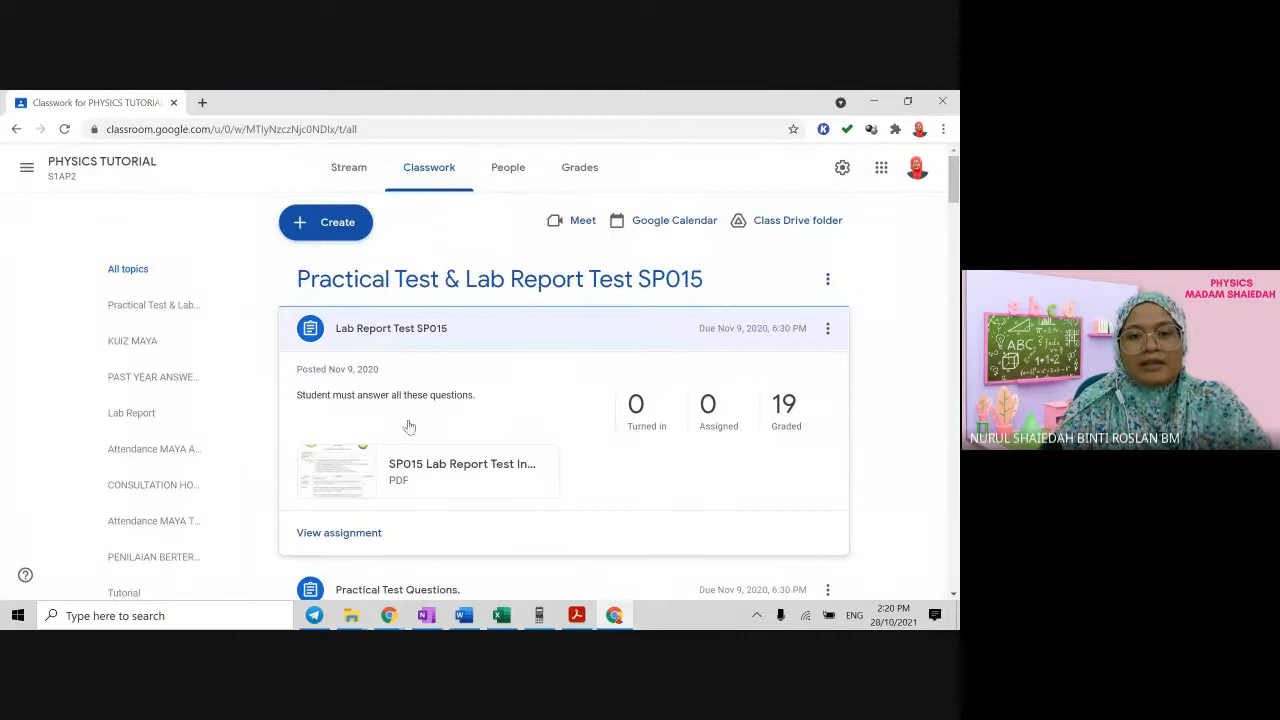 Classwork for PHYSICS TUTORIA
classroom.google.com/u/0/w/MTIyNzczNjc0NDIx/t/all
PHYSICS TUTORIAL
S1AP2
Stream
Classwork
People
Grades
Create
Meet
Google Calendar
Class Drive folder
All topics
Practical Test & Lab...
KUIZ MAYA
PAST YEAR ANSWE...
Lab Report
Attendance MAYA A...
CONSULTATION HO...
Attendance MAYA T...
PENILAIAN BERTER...
Tutorial
Practical Test & Lab Report Test SP015
Lab Report Test SP015
Due Nov 9, 2020, 6:30 PM
Posted Nov 9, 2020
Student must answer all these questions.
0
Turned in
0
Assigned
19
Graded
SP015 Lab Report Test In...
PDF
View assignment
Practical Test Questions.
Due Nov 9, 2020, 6:30 PM
Type here to search
ENG
2:20 PM
28/10/2021
PHYSICS
MADAM SHAIEDAH
a b c d
ABC
1+1=2
NURUL SHAIEDAH BINTI ROSLAN BM